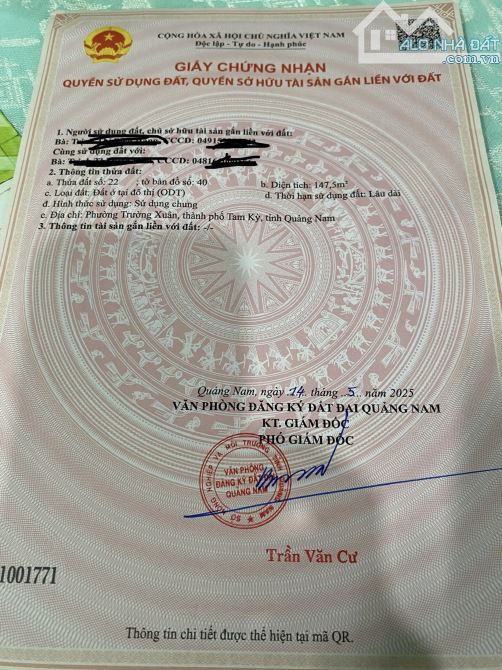 CỘNG HÒA XÃ HỘI CHỦ NGHĨA VIỆT NAM
Độc lập - Tự do - Hạnh phúc
ALO NHÀ ĐẤT
.com.vn
GIẤY CHỨNG NHẬN
QUYỀN SỬ DỤNG ĐẤT, QUYỀN SỞ HỮU TÀI SẢN GẮN LIỀN VỚI ĐẤT
1. Người sử dụng đất, chủ sở hữu tài sản gắn liền với đất:
Bà: CCCD: 0491
Cùng sử dụng đất với:
Bà: CCCD: 048
2. Thông tin thửa đất:
a. Thửa đất số: 22 ; tờ bản đồ số: 40 b. Diện tích: 147,5m²
c. Loại đất: Đất ở tại đô thị (ODT) d. Thời hạn sử dụng đất: Lâu dài
đ. Hình thức sử dụng: Sử dụng chung
e. Địa chỉ: Phường Trường Xuân, thành phố Tam Kỳ, tỉnh Quảng Nam
3. Thông tin tài sản gắn liền với đất: -/-
Quảng Nam, ngày 14 tháng 5 năm 2025
VĂN PHÒNG ĐĂNG KÝ ĐẤT ĐAI QUẢNG NAM
KT. GIÁM ĐỐC
PHÓ GIÁM ĐỐC
VĂN PHÒNG
ĐĂNG KÝ ĐẤT ĐAI
QUẢNG NAM
Trần Văn Cư
1001771
Thông tin chi tiết được thể hiện tại mã QR.